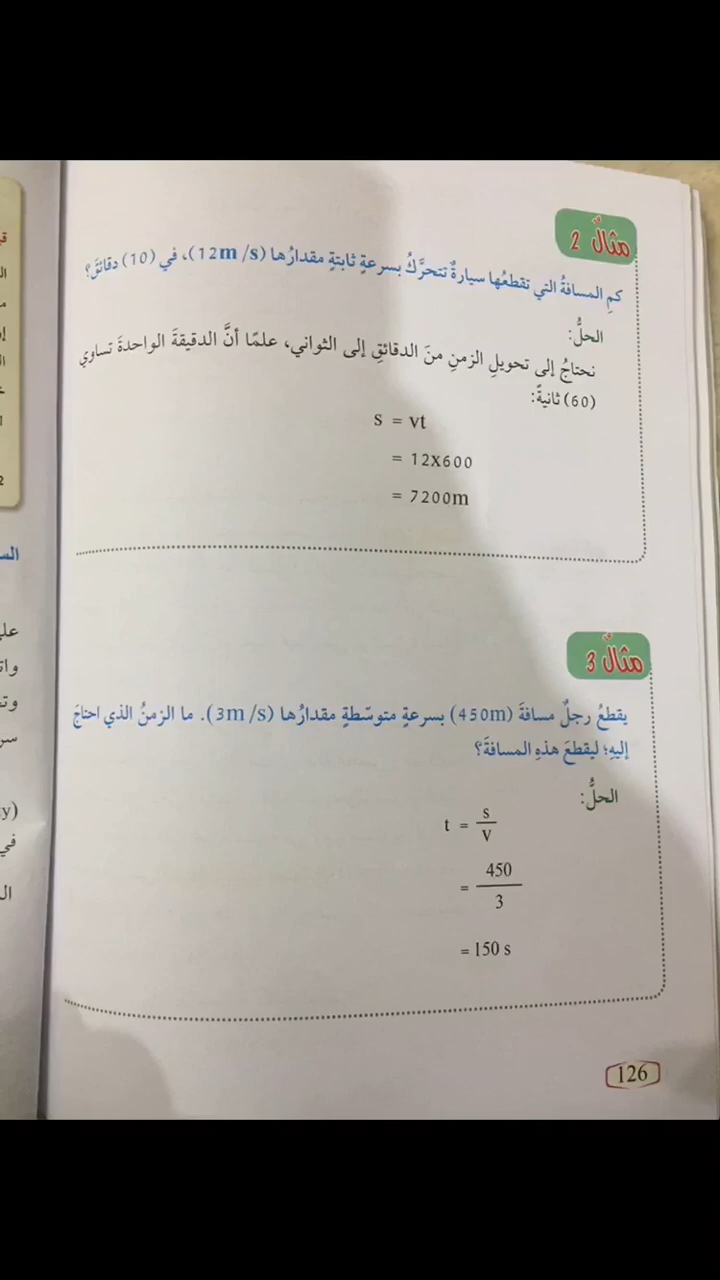 مثالٌ 2
كمِ المسافةُ التي تقطعُها سيارةٌ تتحرَّكُ بسرعةٍ ثابتةٍ مقدارُها (12m/s)، في (10) دقائقَ؟
الحلُّ:
نحتاجُ إلى تحويلِ الزمنِ منَ الدقائقِ إلى الثواني، علمًا أنَّ الدقيقةَ الواحدةَ تساوي
(60) ثانيةً:
s = vt
= 12x600
= 7200m
مثالٌ 3
يقطعُ رجلٌ مسافةَ (450m) بسرعةٍ متوسّطةٍ مقدارُها (3m/s). ما الزمنُ الذي احتاجَ
إليهِ؛ ليقطعَ هذهِ المسافةَ؟
الحلُّ:
t = s
v
= 450
3
= 150 s
126